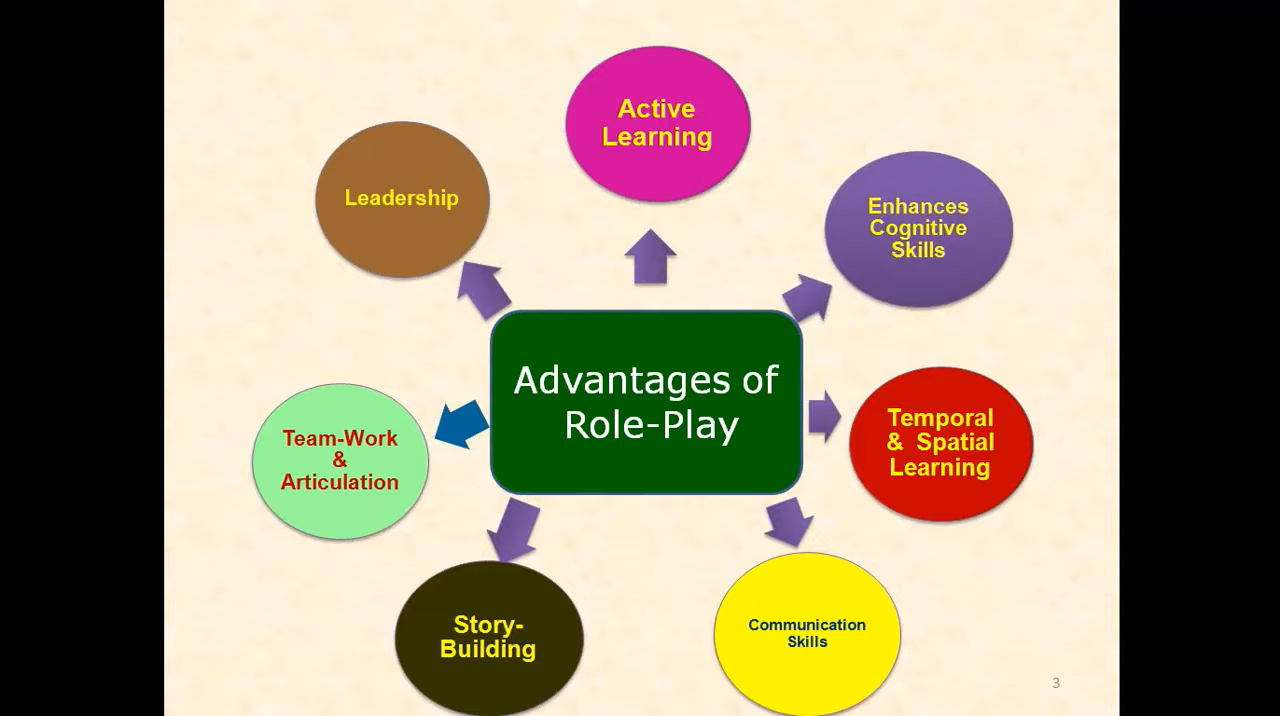 Active
Learning
Leadership
Enhances
Cognitive
Skills
Advantages of
Role-Play
Temporal
& Spatial
Learning
Team-Work
&
Articulation
Story-
Building
Communication
Skills
3